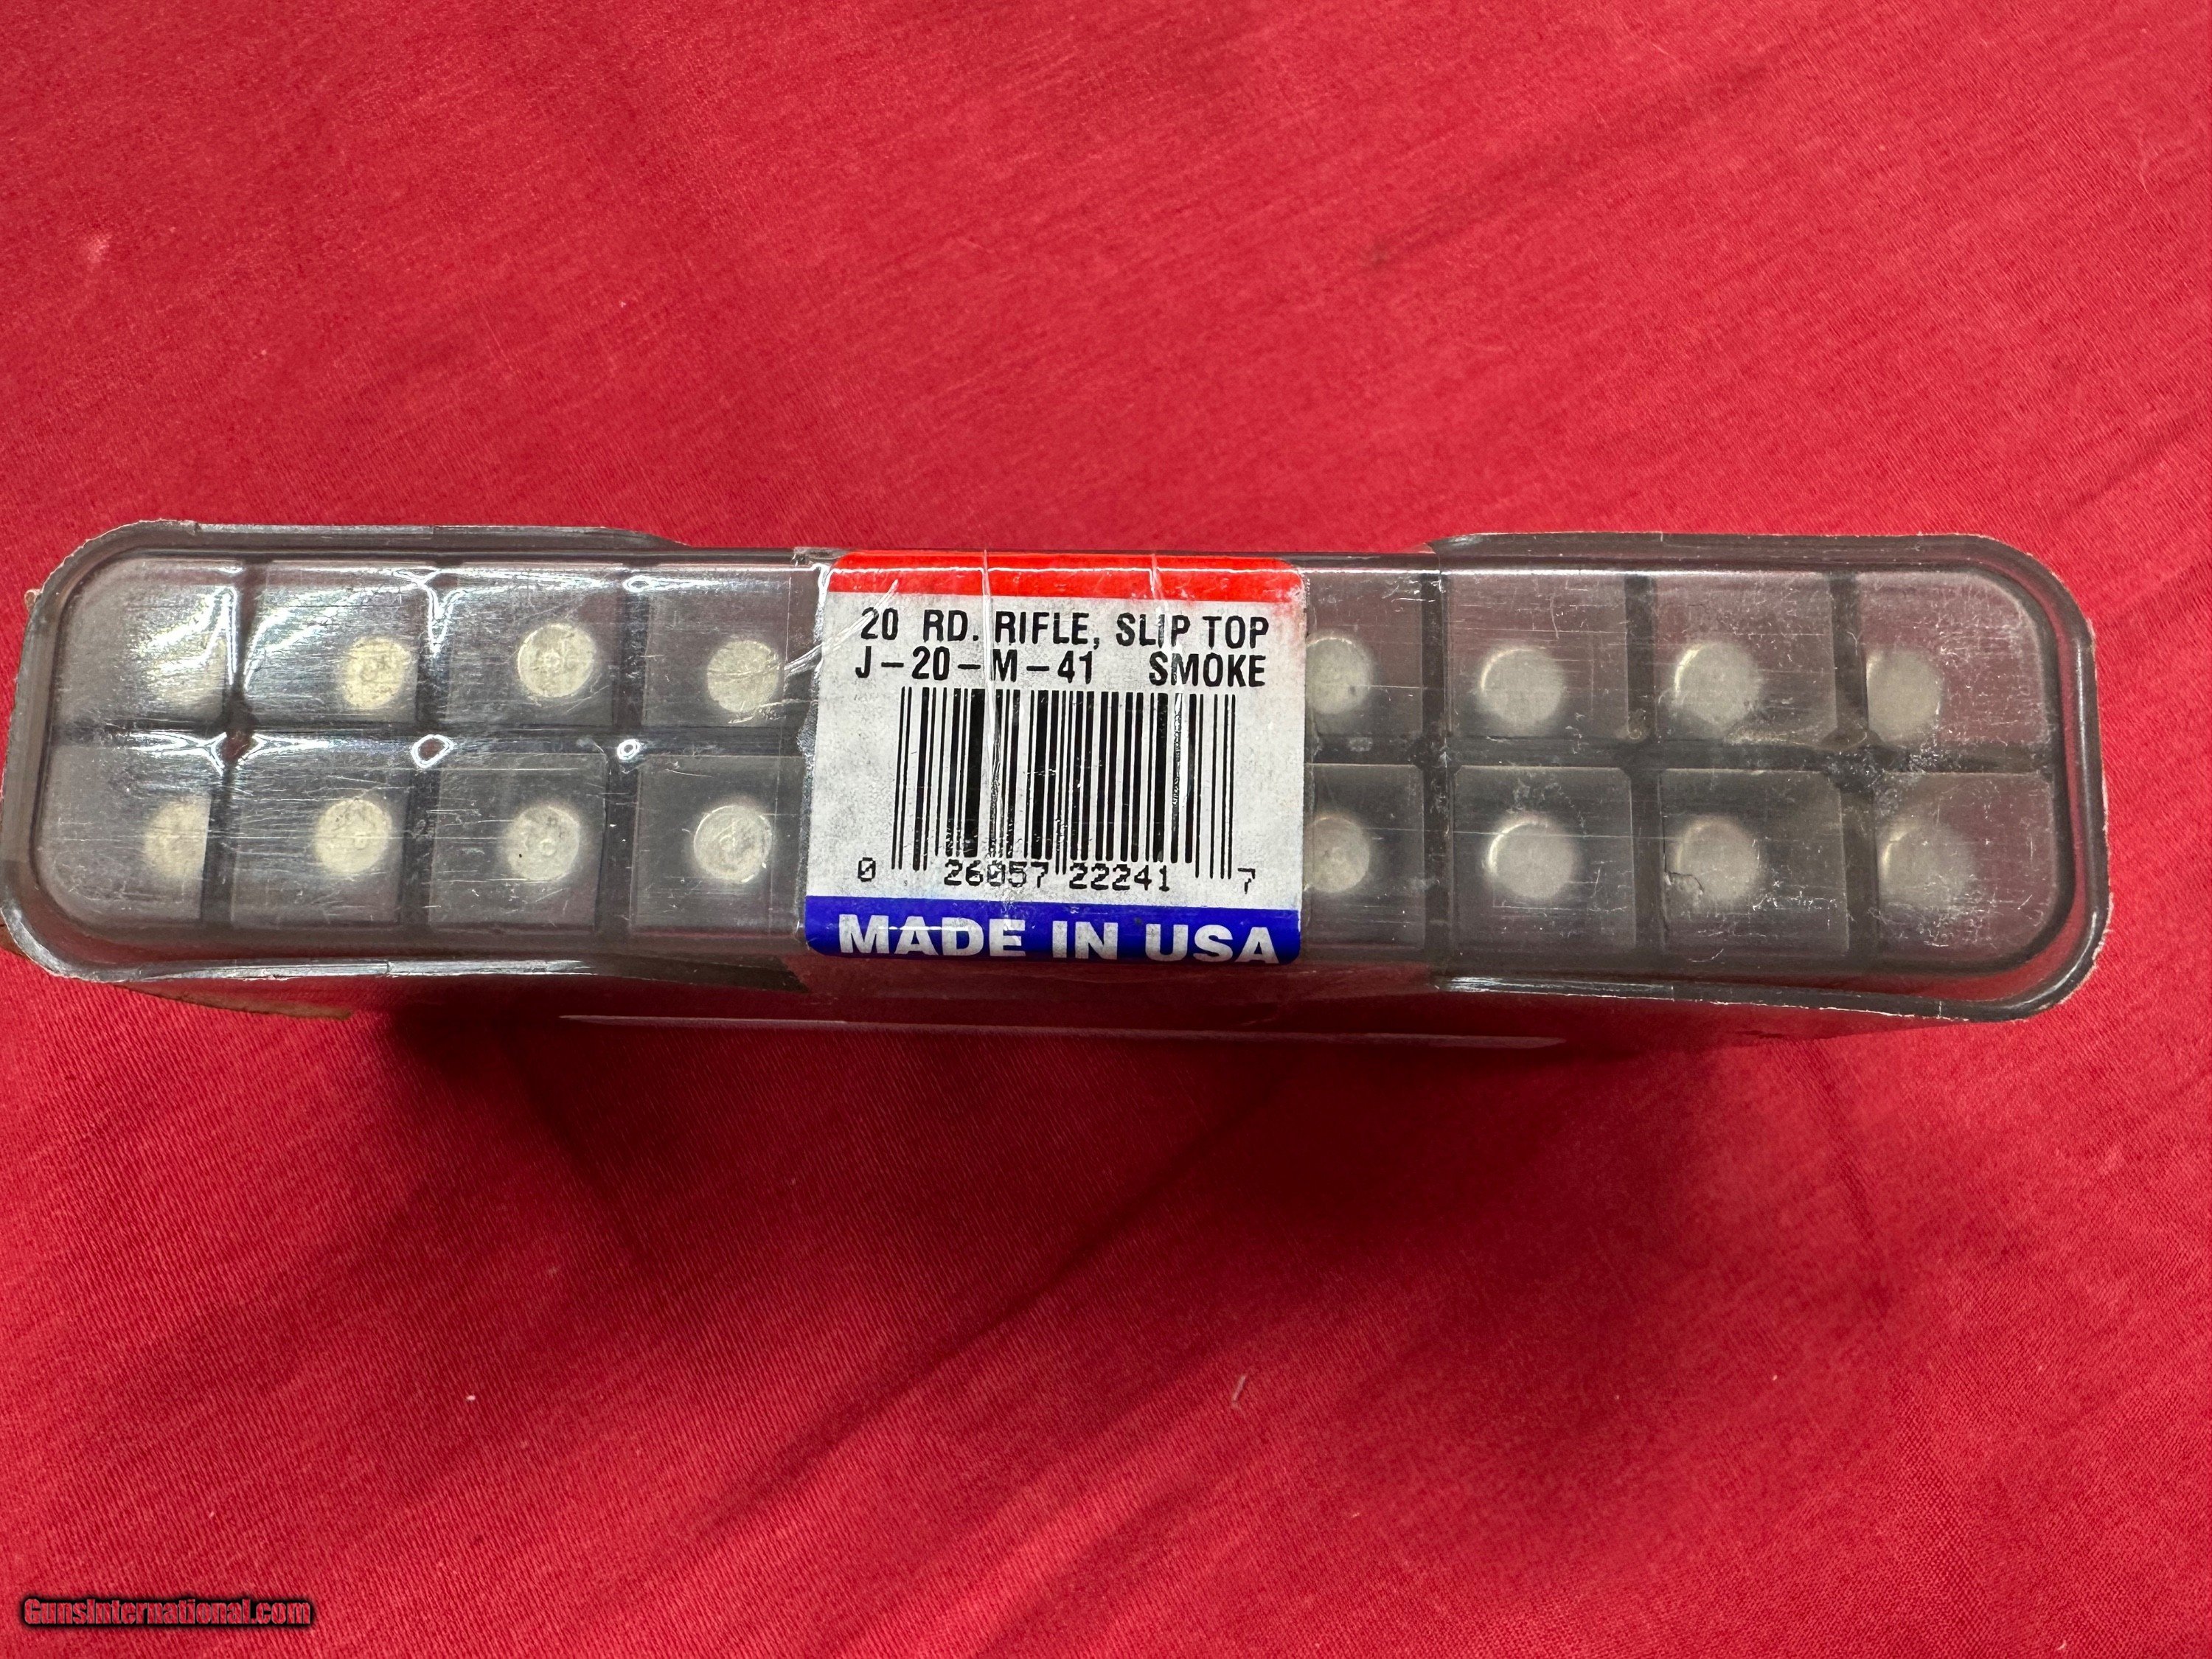 20 RD. RIFLE, SLIP TOP
J-20-M-41 SMOKE
0 26057 22241 7
MADE IN USA
GunsInternational.com